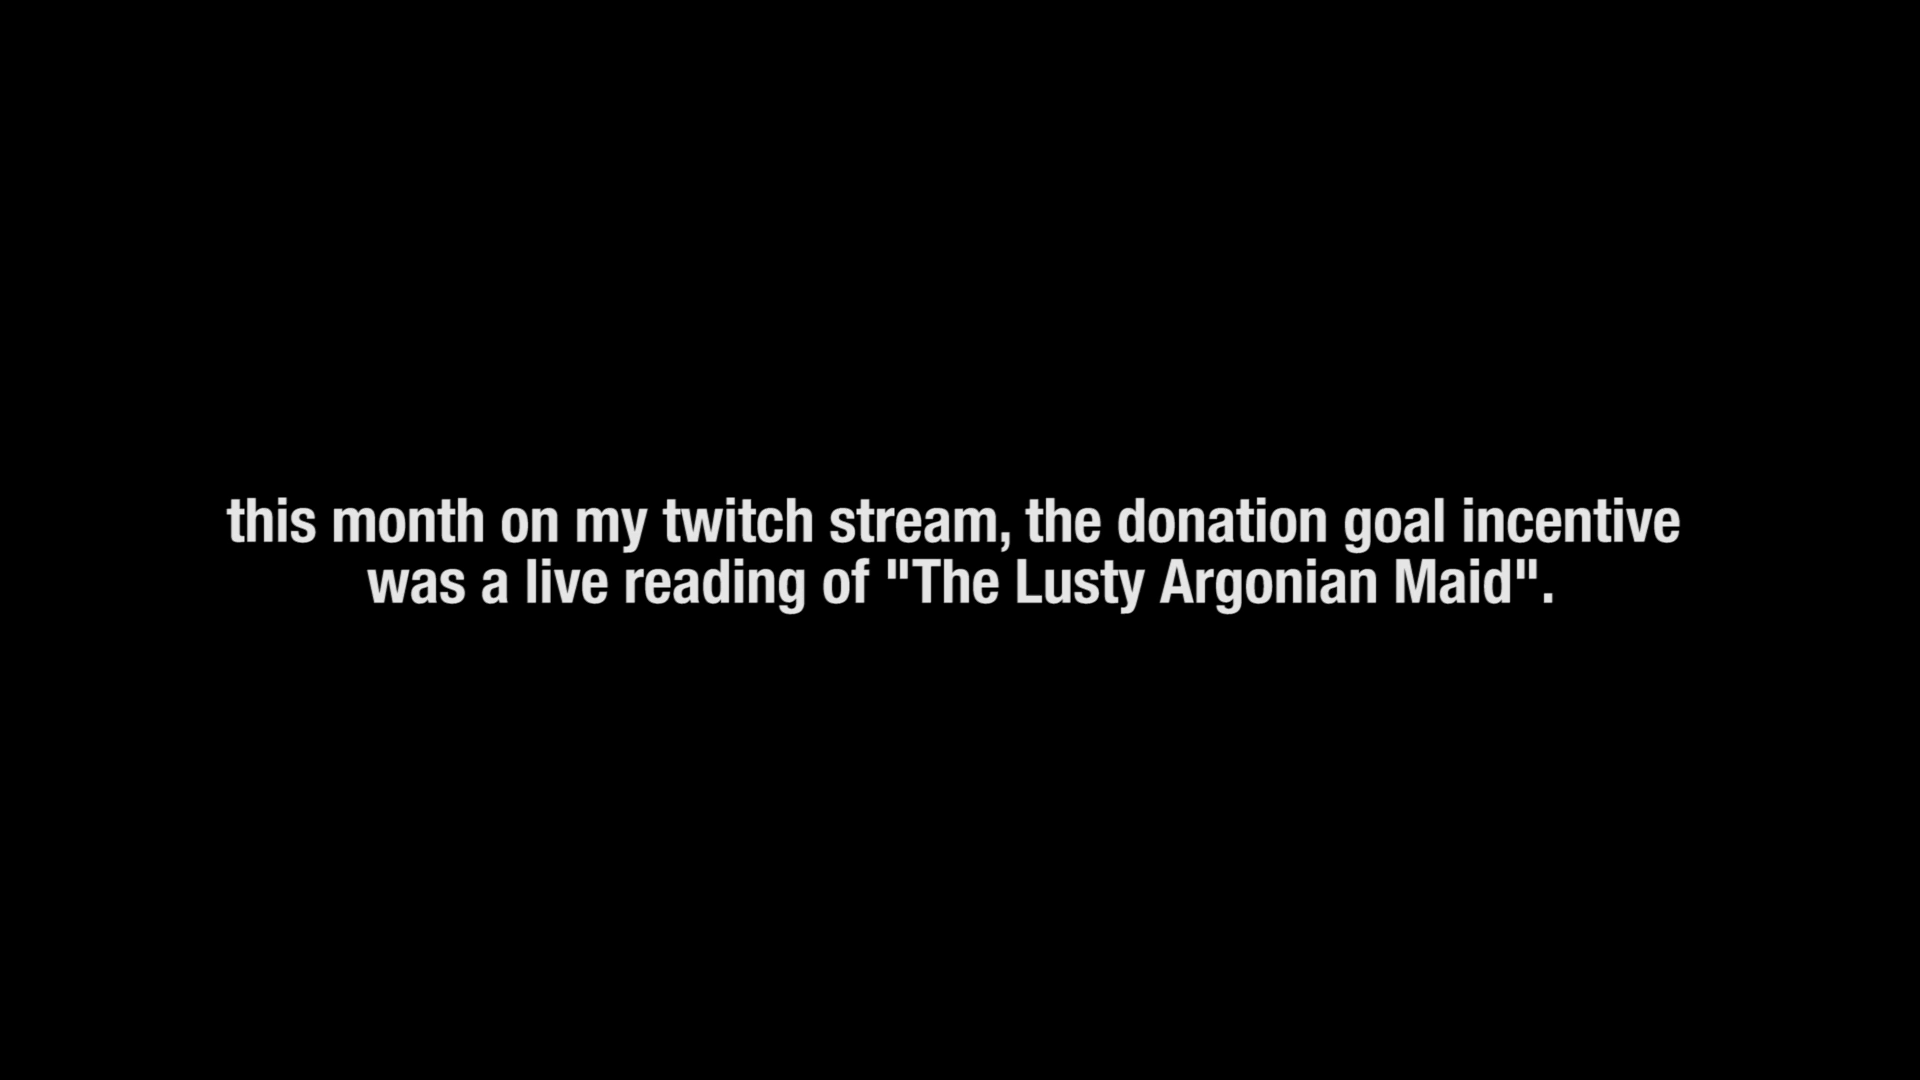 this month on my twitch stream, the donation goal incentive
was a live reading of "The Lusty Argonian Maid".